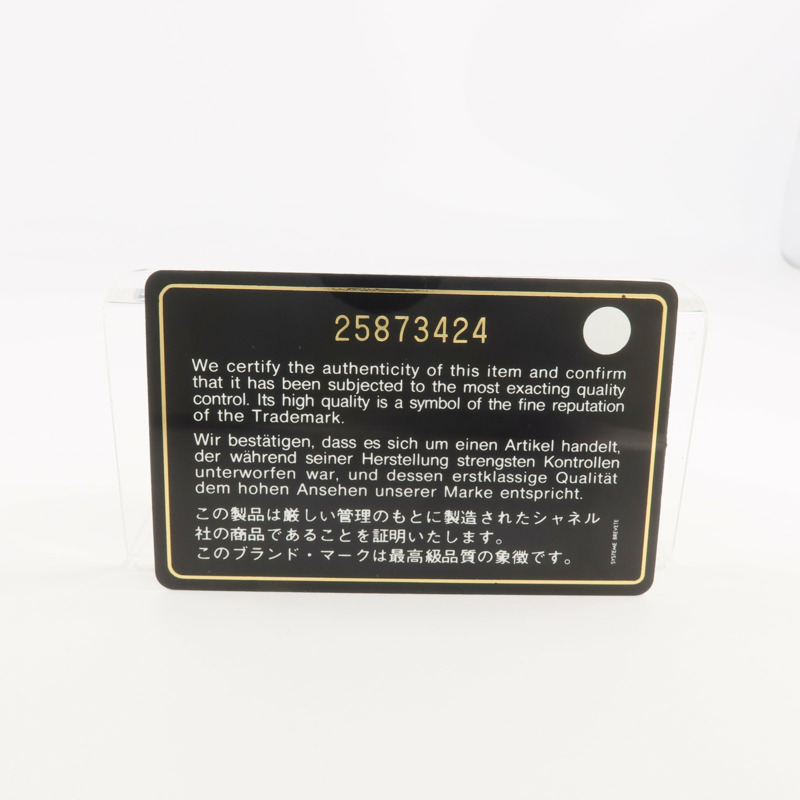 25873424
We certify the authenticity of this item and confirm
that it has been subjected to the most exacting quality
control. Its high quality is a symbol of the fine reputation
of the Trademark.
Wir bestätigen, dass es sich um einen Artikel handelt,
der während seiner Herstellung strengsten Kontrollen
unterworfen war, und dessen erstklassige Qualität
dem hohen Ansehen unserer Marke entspricht.
この製品は厳しい管理のもとに製造されたシャネル
社の商品であることを証明いたします。
このブランド・マークは最高級品質の象徴です。
SYSTEME BREVETE